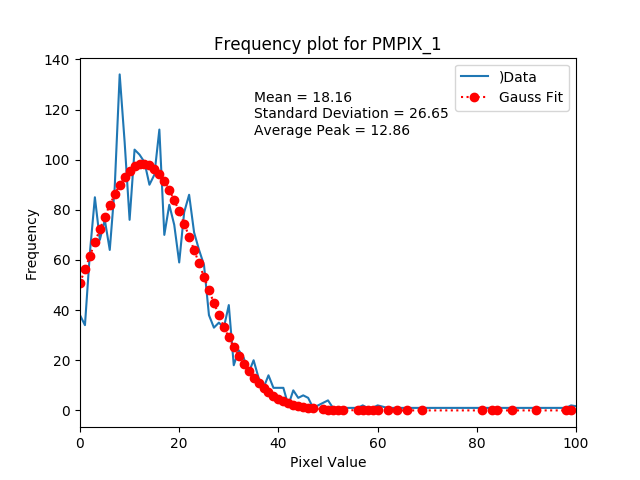 Frequency plot for PMPIX_1
)Data
Gauss Fit
Mean = 18.16
Standard Deviation = 26.65
Average Peak = 12.86
Frequency
140
120
100
80
60
40
20
0
0 20 40 60 80 100
Pixel Value